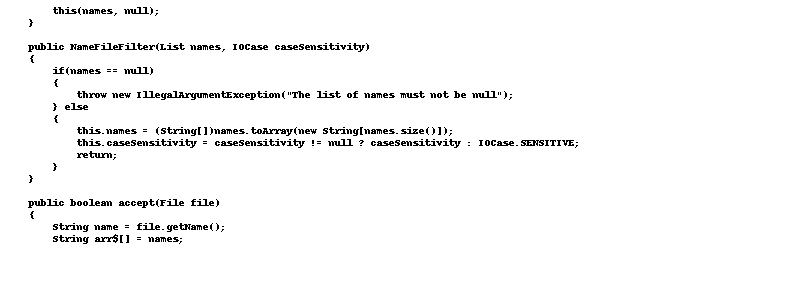 this(names, null);
}
public NameFileFilter(List names, IOCase caseSensitivity)
{
if(names == null)
{
throw new IllegalArgumentException("The list of names must not be null");
} else
{
this.names = (String[])names.toArray(new String[names.size()]);
this.caseSensitivity = caseSensitivity != null ? caseSensitivity : IOCase.SENSITIVE;
return;
}
}
public boolean accept(File file)
{
String name = file.getName();
String arr$[] = names;